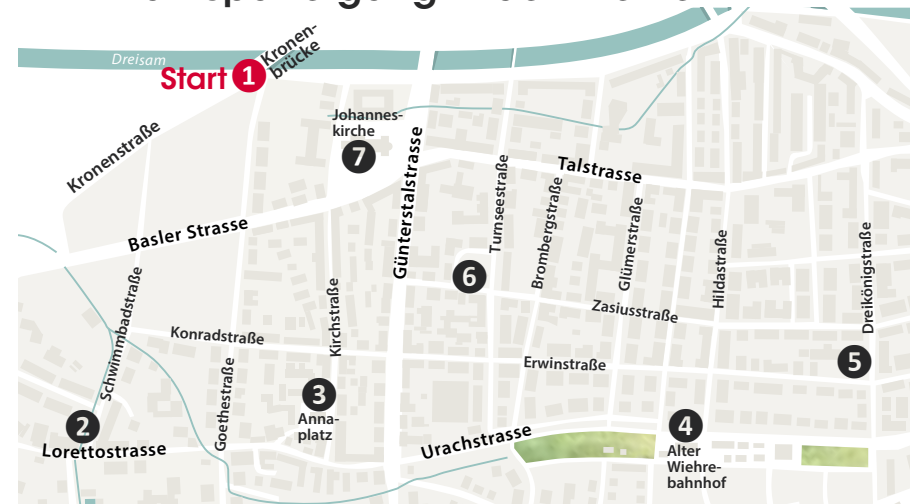 Kronen-
brücke
Dreisam
Start 1
Johannes-
kirche
7
Kronenstraße
Talstrasse
Basler Strasse
Günterstalstrasse
Turnseestraße
Brombergstraße
Glümerstraße
Hildastraße
Dreikönigstraße
6
Zasiusstraße
Schwimmbadstraße
Konradstraße
Kirchstraße
Goethestraße
Erwinstraße
5
3
Anna-
platz
2
Lorettostrasse
Urachstrasse
4
Alter
Wiehre-
bahnhof